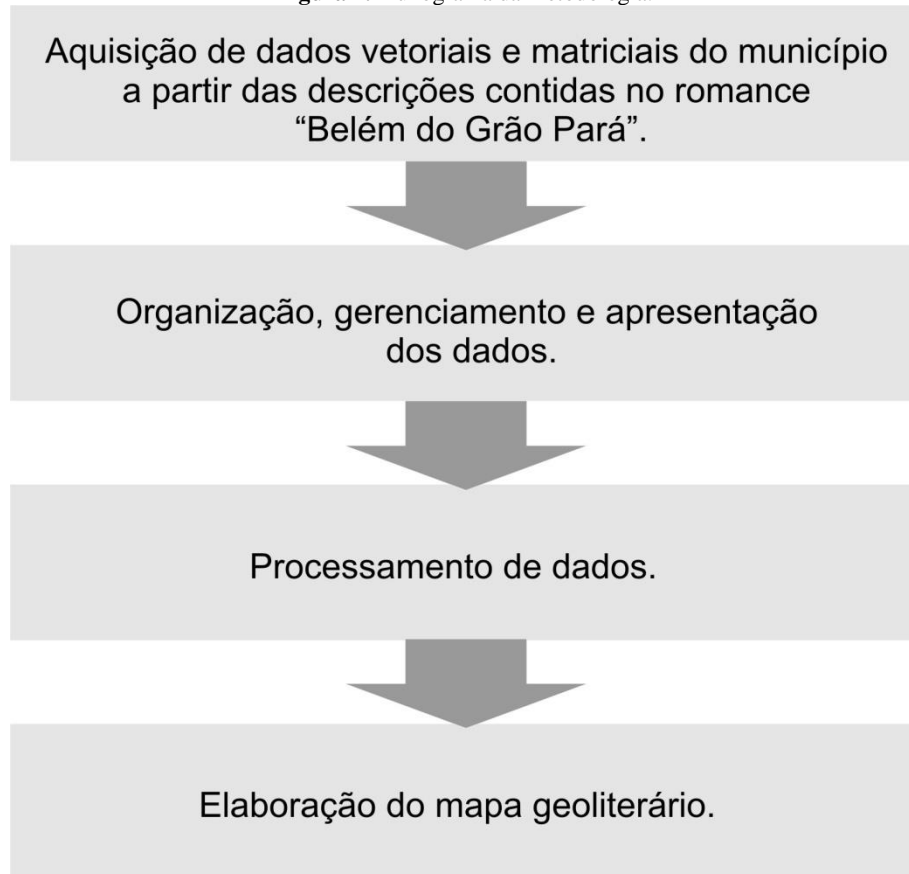 Aquisição de dados vetoriais e matriciais do município
a partir das descrições contidas no romance
“Belém do Grão Pará”.
Organização, gerenciamento e apresentação
dos dados.
Processamento de dados.
Elaboração do mapa geoliterário.